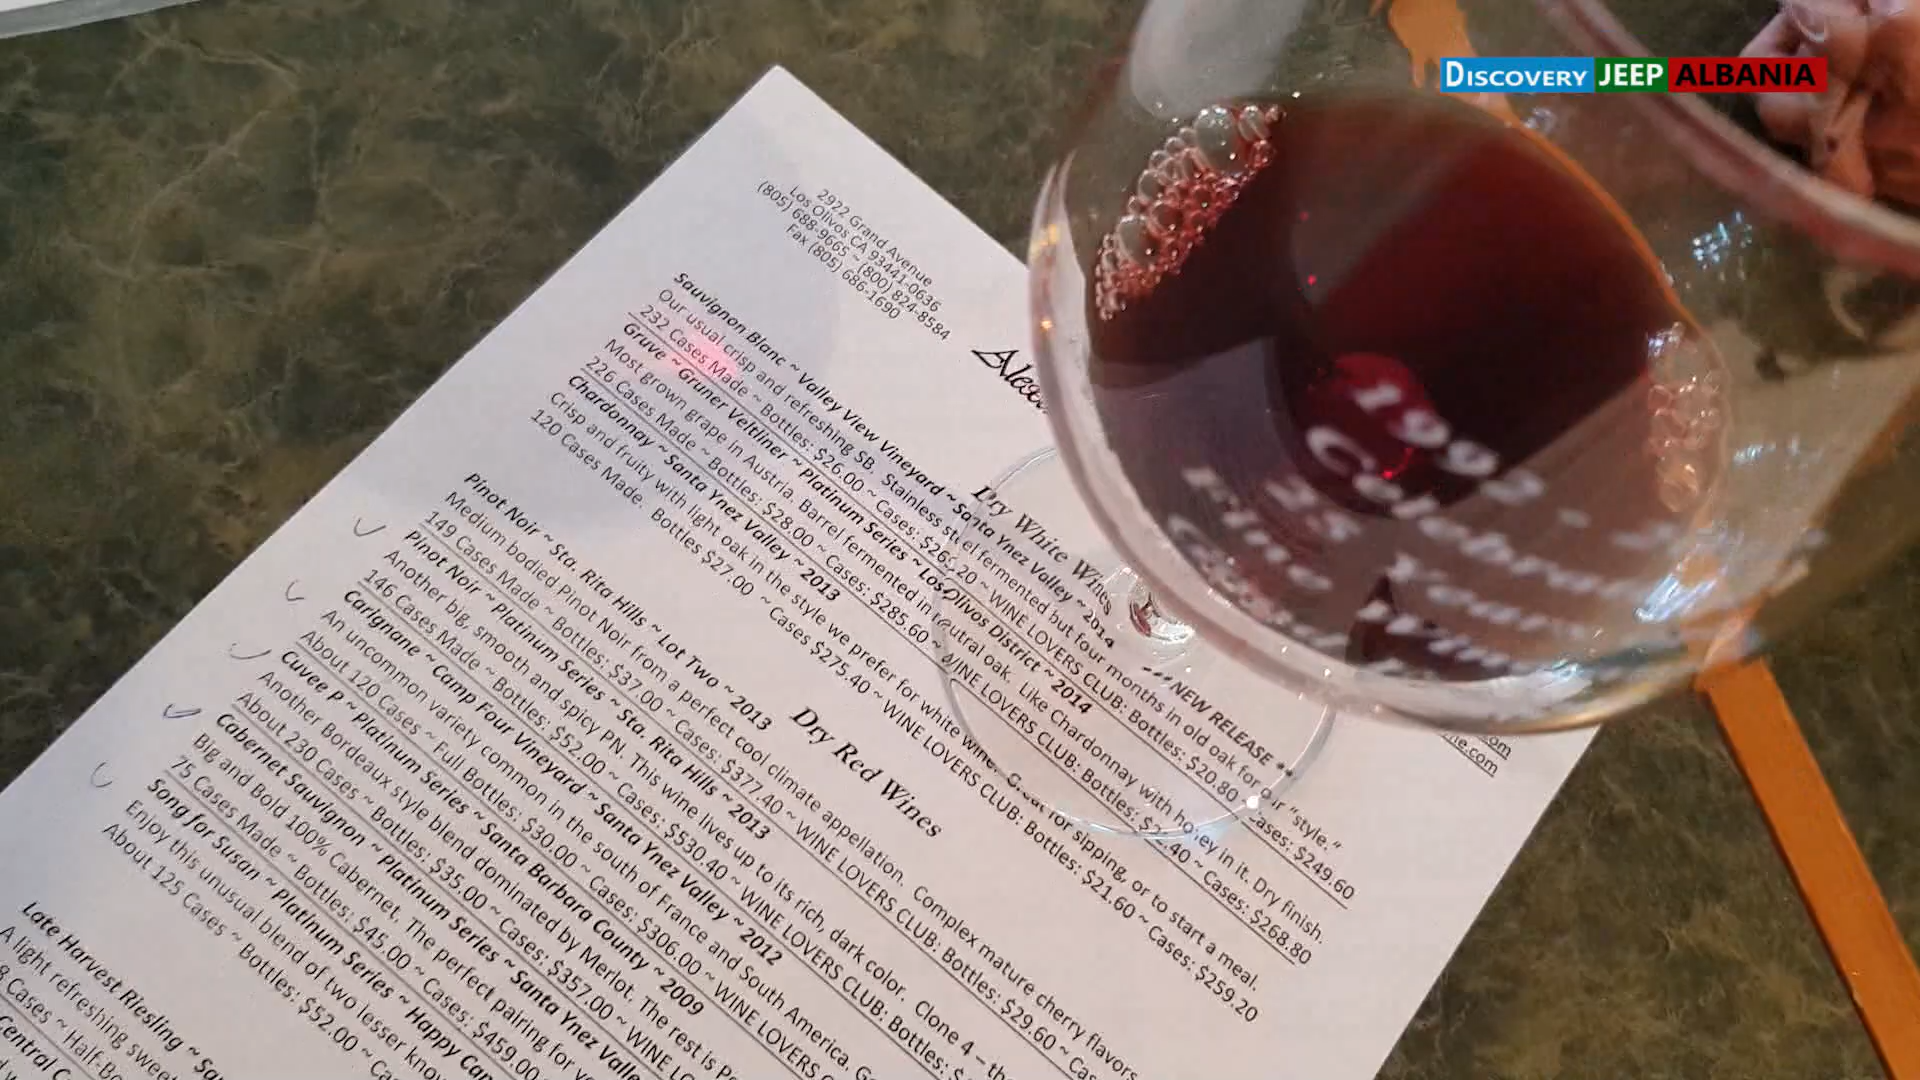 DISCOVERY JEEP ALBANIA
2922 Grand Avenue
Los Olivos CA 93441-0636
(805) 688-9665 ~ (800) 824-8584
Fax (805) 686-1690
Dry White Wines
Sauvignon Blanc ~ Valley View Vineyard ~ Santa Ynez Valley ~ 2014 NEW RELEASE **
Our usual crisp and refreshing SB. Stainless steel fermented but four months in old oak for our "style."
232 Cases Made ~ Bottles: $26.00 ~ Cases: $265.20 ~ WINE LOVERS CLUB: Bottles: $20.80 ~ Cases: $249.60
Gruve ~ Gruner Veltliner ~ Platinum Series ~ Los Olivos District ~ 2014
Most grown grape in Austria. Barrel fermented in neutral oak. Like Chardonnay with honey in it. Dry finish.
226 Cases Made ~ Bottles: $28.00 ~ Cases: $285.60 ~ WINE LOVERS CLUB: Bottles: $22.40 ~ Cases: $268.80
Chardonnay ~ Santa Ynez Valley ~ 2013
Crisp and fruity with light oak in the style we prefer for white wine. Great for sipping, or to start a meal.
120 Cases Made. Bottles $27.00 ~ Cases $275.40 ~ WINE LOVERS CLUB: Bottles: $21.60 ~ Cases: $259.20
Dry Red Wines
Pinot Noir ~ Sta. Rita Hills ~ Lot Two ~ 2013
Medium bodied Pinot Noir from a perfect cool climate appellation. Complex mature cherry flavors
149 Cases Made ~ Bottles: $37.00 ~ Cases: $377.40 ~ WINE LOVERS CLUB: Bottles: $29.60 ~
Pinot Noir ~ Platinum Series ~ Sta. Rita Hills ~ 2013
Another big, smooth and spicy PN. This wine lives up to its rich, dark color. Clone 4 –
146 Cases Made ~ Bottles: $52.00 ~ Cases: $530.40 ~ WINE LOVERS CLUB: Bottles:
Carignane ~ Camp Four Vineyard ~ Santa Ynez Valley ~ 2012
An uncommon variety common in the south of France and South America.
About 120 Cases ~ Full Bottles: $30.00 ~ Cases: $306.00 ~ WINE LOVERS
Cuvee P ~ Platinum Series ~ Santa Barbara County ~ 2009
Another Bordeaux style blend dominated by Merlot. The rest is
About 230 Cases ~ Bottles: $35.00 ~ Cases: $357.00 ~ WINE
Cabernet Sauvignon ~ Platinum Series ~ Santa Ynez
Big and Bold 100% Cabernet. The perfect pairing for
75 Cases Made ~ Bottles: $45.00 ~ Cases: $459.00
Song for Susan ~ Platinum Series ~ Happy
Enjoy this unusual blend of two lesser
About 125 Cases ~ Bottles: $52.00 ~
Late Harvest Riesling ~
A light refreshing
Cases ~
Central
1993 -
Celebra
25 Years
Fine Wine